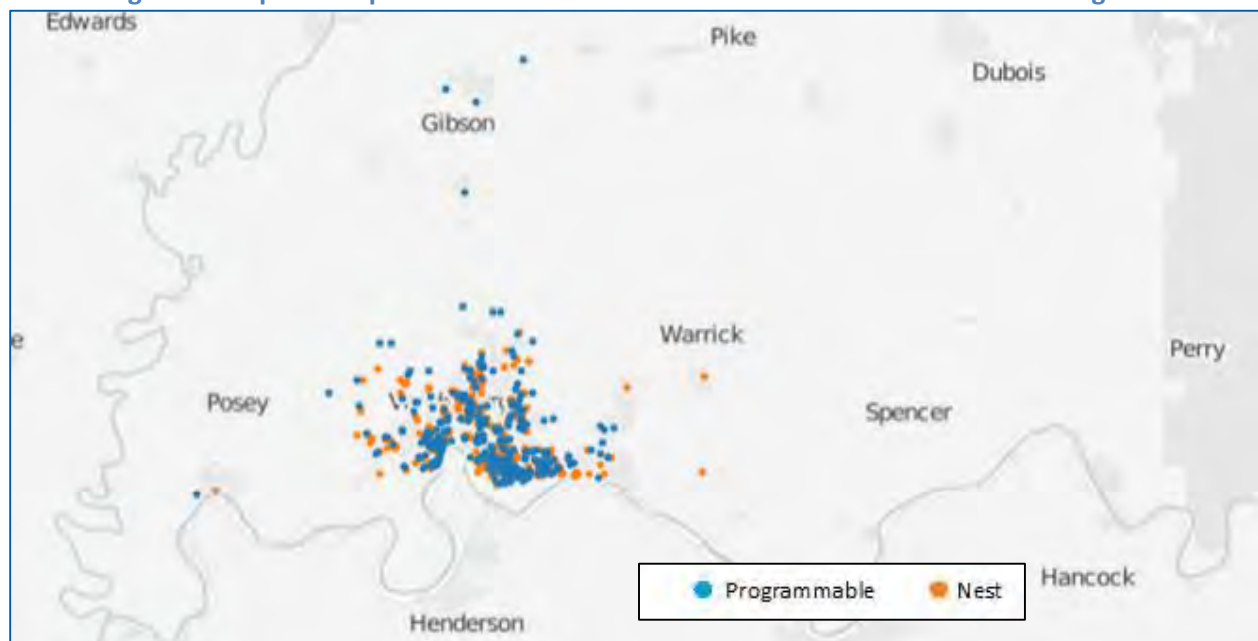 Edwards
Pike
Dubois
Gibson
Warrick
Perry
Posey
Spencer
Programmable
Nest
Hancock
Henderson